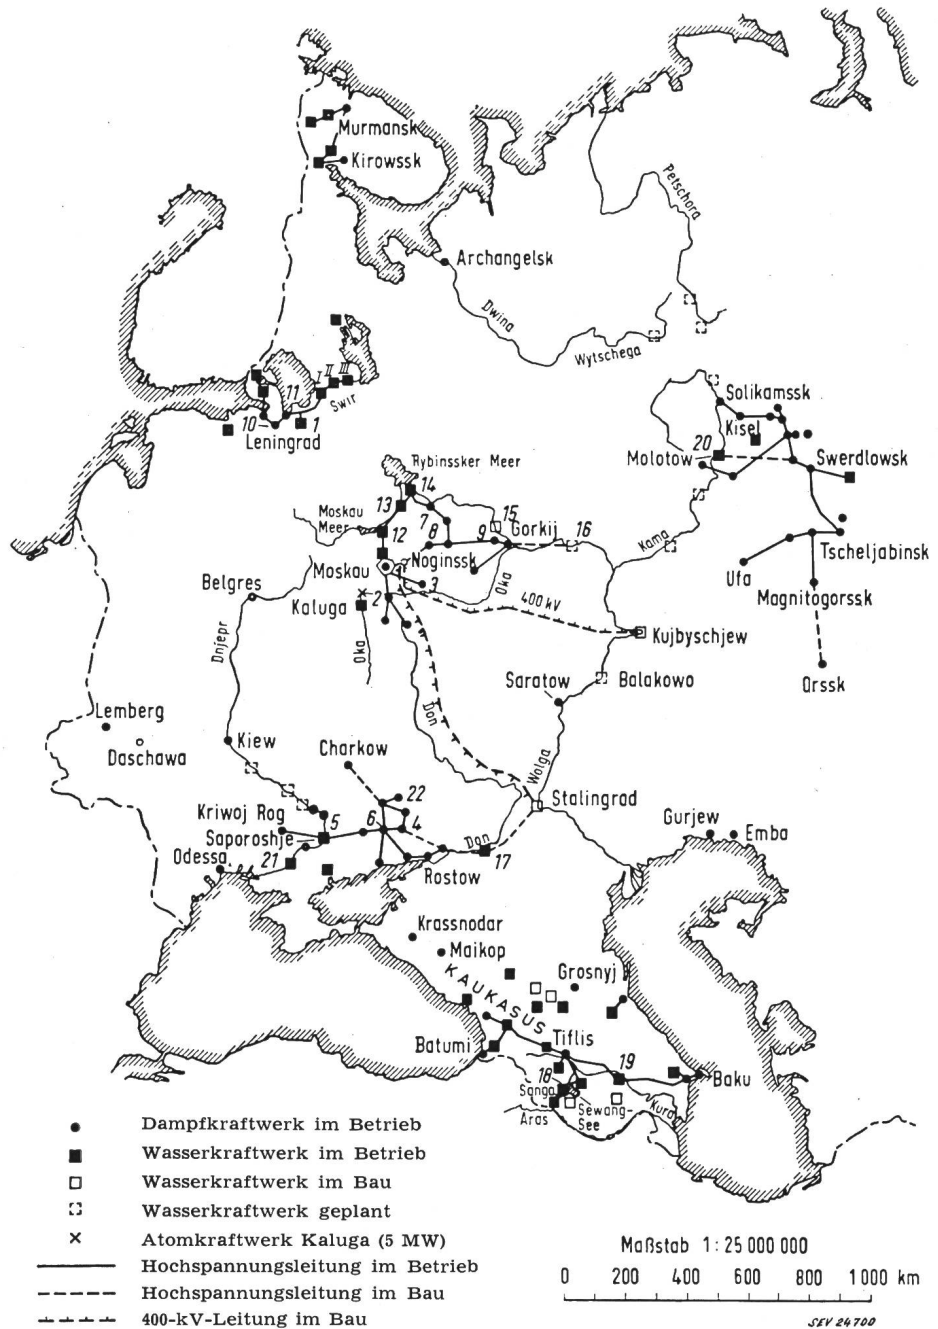 Murmansk
Kirowssk
Petschora
Archangelsk
Dwina
Wytschega
I II III
11
Swir
10
1
Leningrad
Solikamssk
Kisel
20
Molotow
Swerdlowsk
Rybinssker Meer
14
13
Moskau
Meer
7
15
12
8
9
Gorkij
16
Noginssk
Kama
Tscheljabinsk
Moskau
3
Ufa
Belgres
Kaluga
2
Oka
400 kV
Magnitogorssk
Dnjepr
Oka
Kujbyschjew
Saratow
Balakowo
Orssk
Don
Lemberg
Kiew
Daschawa
Charkow
Wolga
22
Stalingrad
Kriwoj Rog
5
6
4
Gurjew
Emba
Saporoshje
Don
Odessa
21
Rostow
17
Krassnodar
Maikop
KAUKASUS
Grosnyj
Tiflis
Batumi
18
19
Baku
Sanga
Aras
Sewang-
See
Kura
Dampfkraftwerk im Betrieb
Wasserkraftwerk im Betrieb
Wasserkraftwerk im Bau
Wasserkraftwerk geplant
Atomkraftwerk Kaluga (5 MW)
Hochspannungsleitung im Betrieb
Hochspannungsleitung im Bau
400-kV-Leitung im Bau
Maßstab 1:25 000 000
0 200 400 600 800 1000 km
SEV 24700